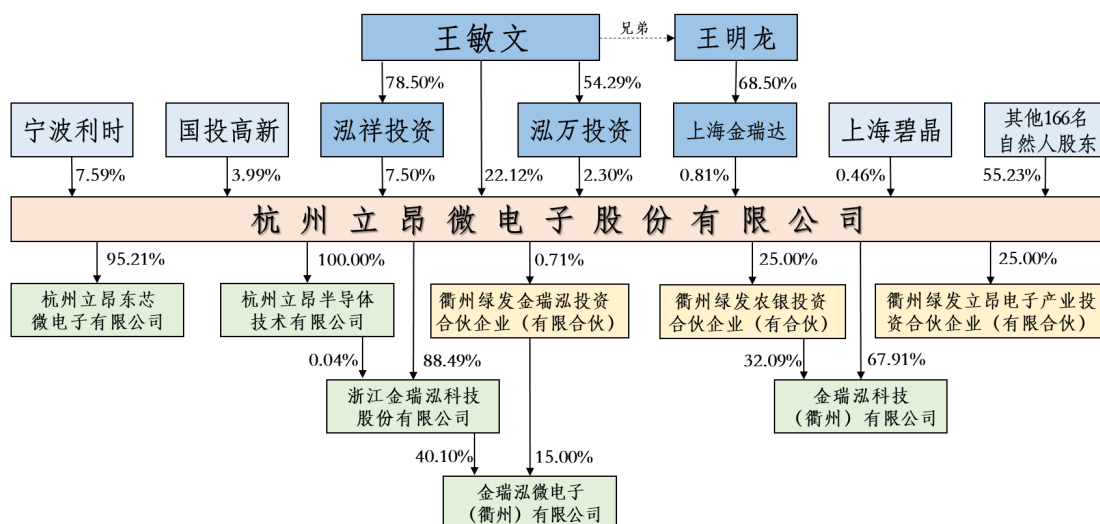 王敏文
兄弟
王明龙
78.50%
54.29%
68.50%
宁波利时
国投高新
泓祥投资
泓万投资
上海金瑞达
上海碧晶
其他166名
自然人股东
7.59%
3.99%
7.50%
22.12%
2.30%
0.81%
0.46%
55.23%
杭州立昂微电子股份有限公司
95.21%
100.00%
0.71%
25.00%
25.00%
杭州立昂东芯
微电子有限公司
杭州立昂半导体
技术有限公司
衢州绿发金瑞泓投资
合伙企业（有限合伙）
衢州绿发农银投资
合伙企业（有合伙）
衢州绿发立昂电子产业投
资合伙企业（有限合伙）
0.04%
88.49%
32.09%
67.91%
浙江金瑞泓科技
股份有限公司
金瑞泓科技
（衢州）有限公司
40.10%
15.00%
金瑞泓微电子
（衢州）有限公司